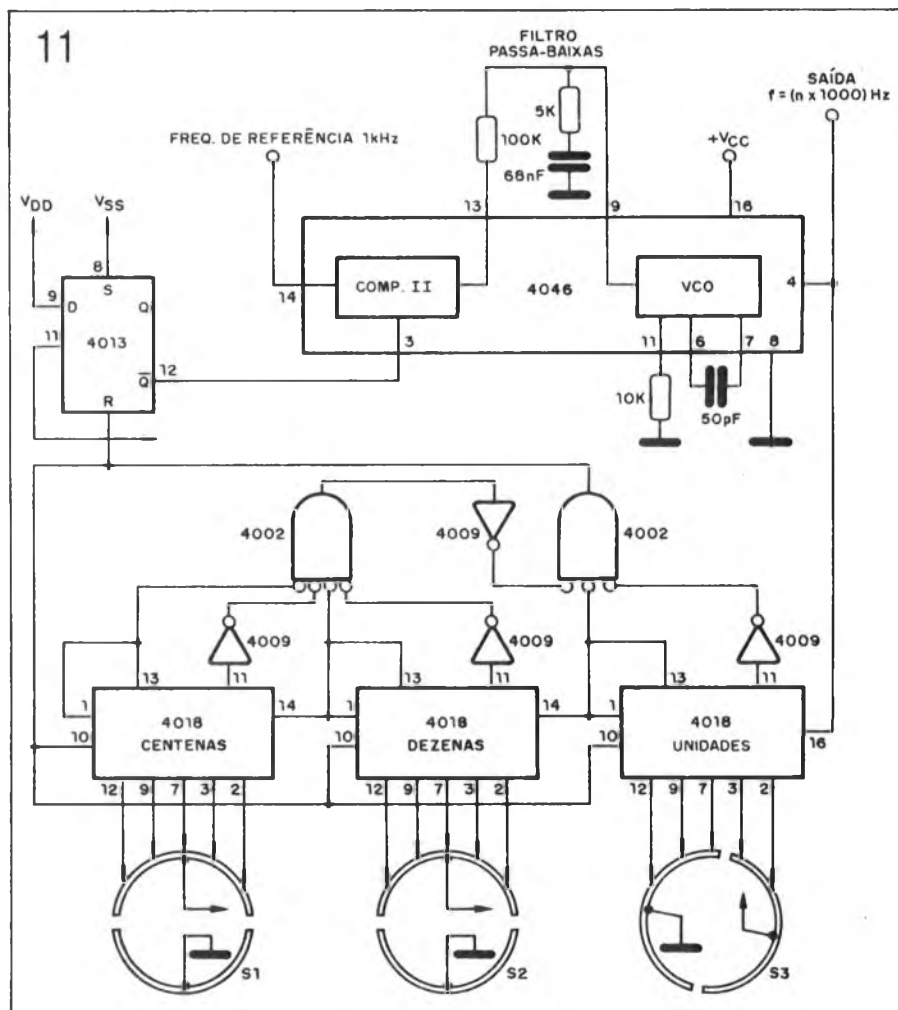 11
FILTRO
PASSA-BAIXAS
SAÍDA
f = (n x 1000) Hz
FREQ. DE REFERÊNCIA 1kHz
5K
100K
68nF
+VCC
VDD
VSS
13
9
16
8
S
9
D
Q
11
4013
Q̅
12
R
14
COMP. II
4046
VCO
4
3
11
6
7
8
10K
50pF
4002
4009
4002
4009
4009
4009
13
11
13
11
13
11
1
4018
CENTENAS
14
1
4018
DEZENAS
14
1
4018
UNIDADES
16
10
10
10
12
9
7
3
2
12
9
7
3
2
12
9
7
3
2
S1
S2
S3